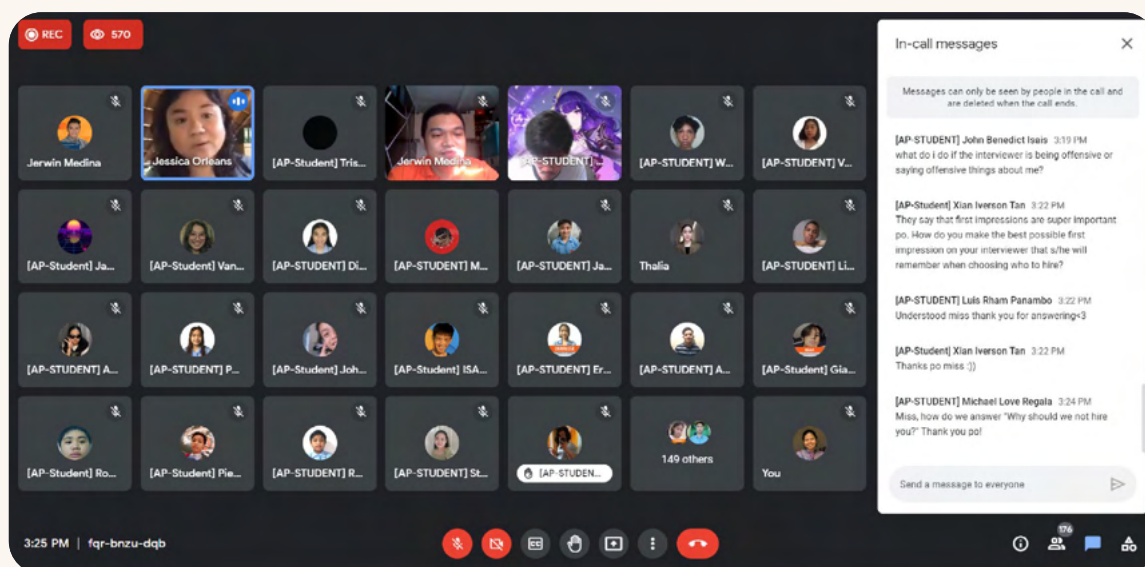 REC
570
Jerwin Medina
Jessica Orleans
[AP-Student] Tris...
Jerwin Medina
[AP-STUDENT] ...
[AP-STUDENT] W...
[AP-STUDENT] V...
[AP-Student] Ja...
[AP-Student] Van...
[AP-STUDENT] Di...
[AP-STUDENT] M...
[AP-STUDENT] Ja...
Thalia
[AP-STUDENT] Li...
[AP-STUDENT] A...
[AP-STUDENT] P...
[AP-Student] Joh...
[AP-Student] ISA...
[AP-STUDENT] Er...
[AP-STUDENT] A...
[AP-Student] Gia...
[AP-Student] Ro...
[AP-Student] Pie...
[AP-STUDENT] R...
[AP-Student] St...
[AP-STUDEN...
149 others
You
3:25 PM | fqr-bnzu-dqb
176
In-call messages
Messages can only be seen by people in the call and
are deleted when the call ends.
[AP-STUDENT] John Benedict Isais 3:19 PM
what do i do if the interviewer is being offensive or
saying offensive things about me?
[AP-Student] Xian Iverson Tan 3:22 PM
They say that first impressions are super important
po. How do you make the best possible first
impression on your interviewer that s/he will
remember when choosing who to hire?
[AP-STUDENT] Luis Rham Panambo 3:22 PM
Understood miss thank you for answering<3
[AP-Student] Xian Iverson Tan 3:22 PM
Thanks po miss :))
[AP-STUDENT] Michael Love Regala 3:24 PM
Miss, how do we answer "Why should we not hire
you?" Thank you po!
Send a message to everyone